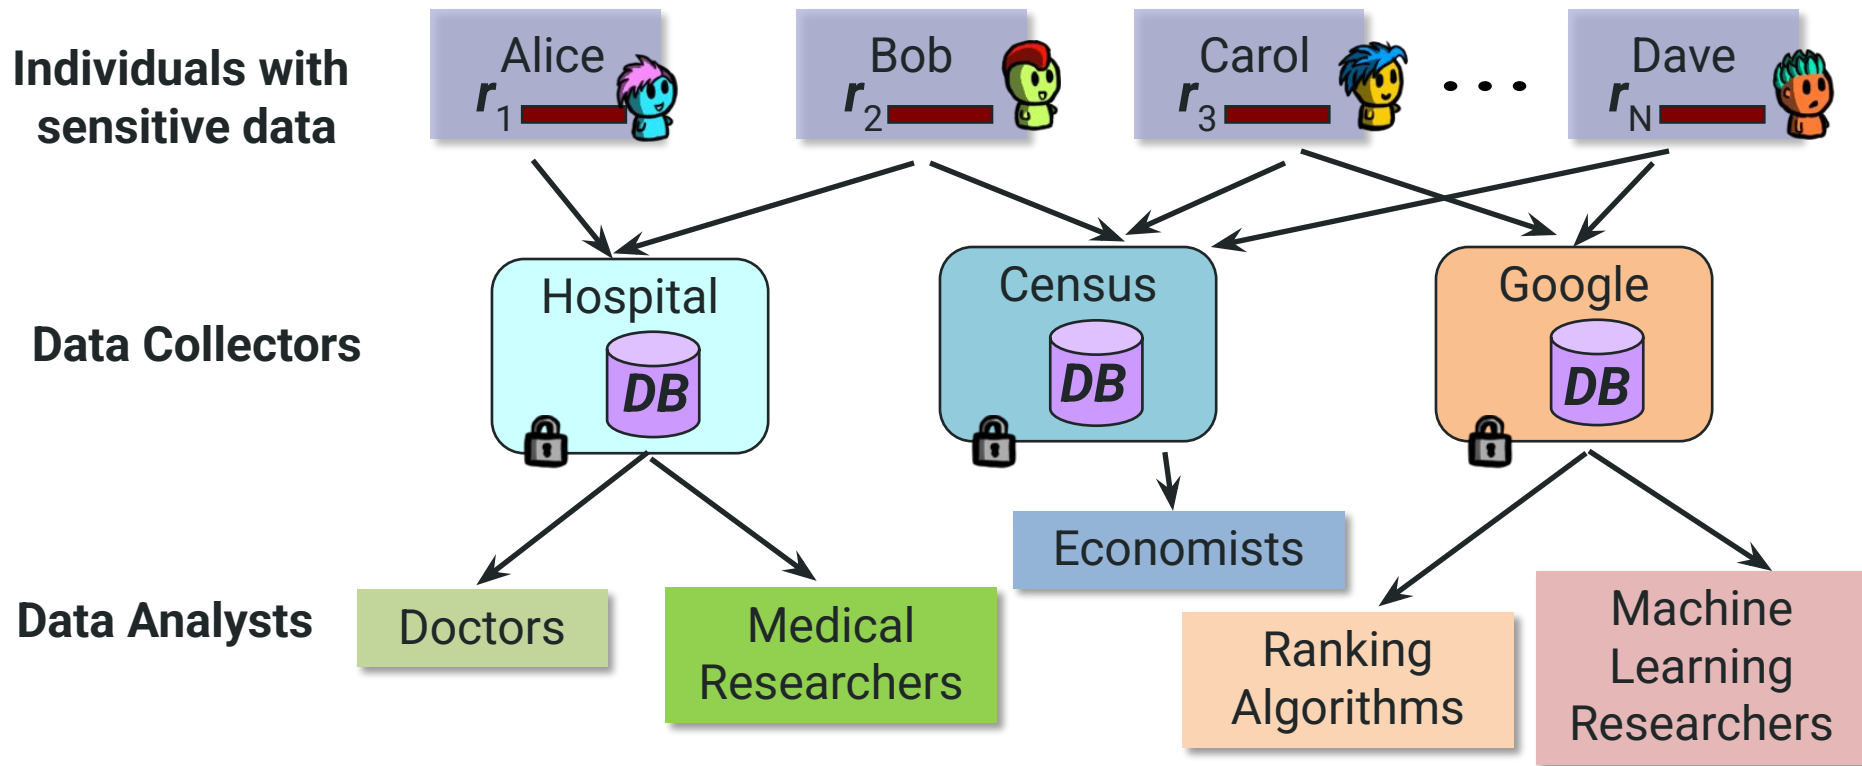 Individuals with
sensitive data
Alice
r1
Bob
r2
Carol
r3
. . .
Dave
rN
Data Collectors
Hospital
DB
Census
DB
Google
DB
Data Analysts
Doctors
Medical
Researchers
Economists
Ranking
Algorithms
Machine
Learning
Researchers